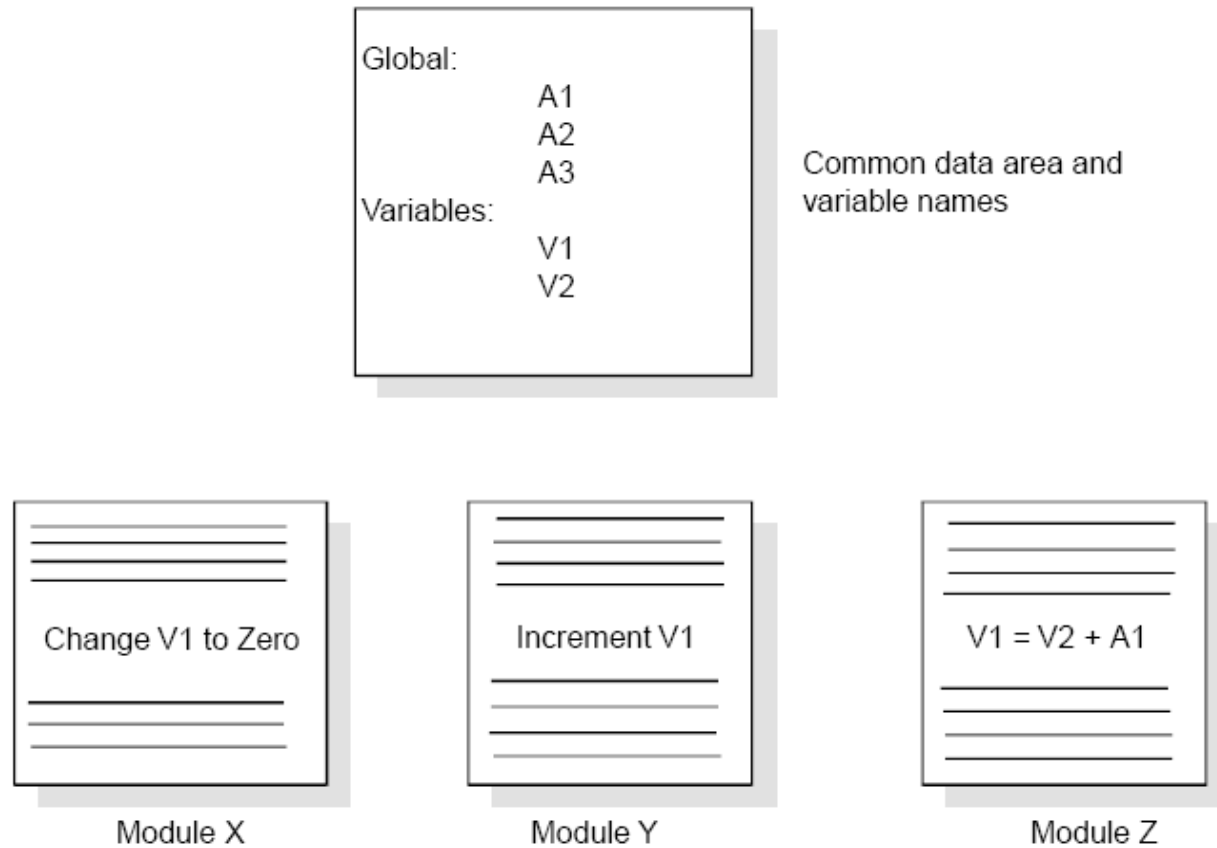 Global:
A1
A2
A3
Variables:
V1
V2
Common data area and
variable names
Change V1 to Zero
Increment V1
V1 = V2 + A1
Module X
Module Y
Module Z